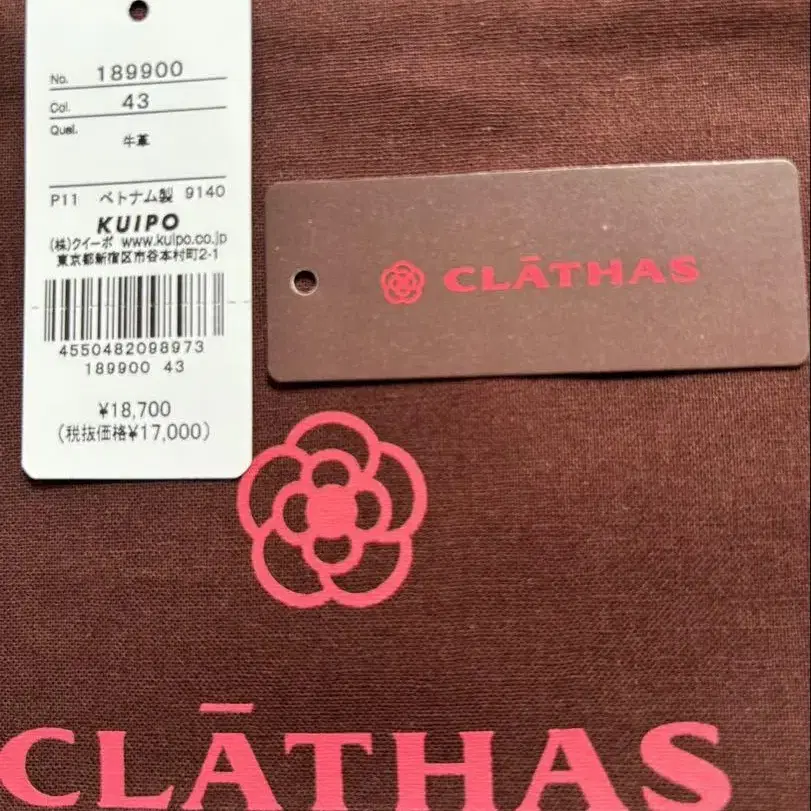 No. 189900
Col. 43
Qual.
牛革
P11 ベトナム製 9140
KUIPO
(株)クイーポ www.kuipo.co.jp
東京都新宿区市谷本村町2-1
4550482098973
189900 43
¥18,700
(税抜価格¥17,000)
CLĀTHAS
CLĀTHAS